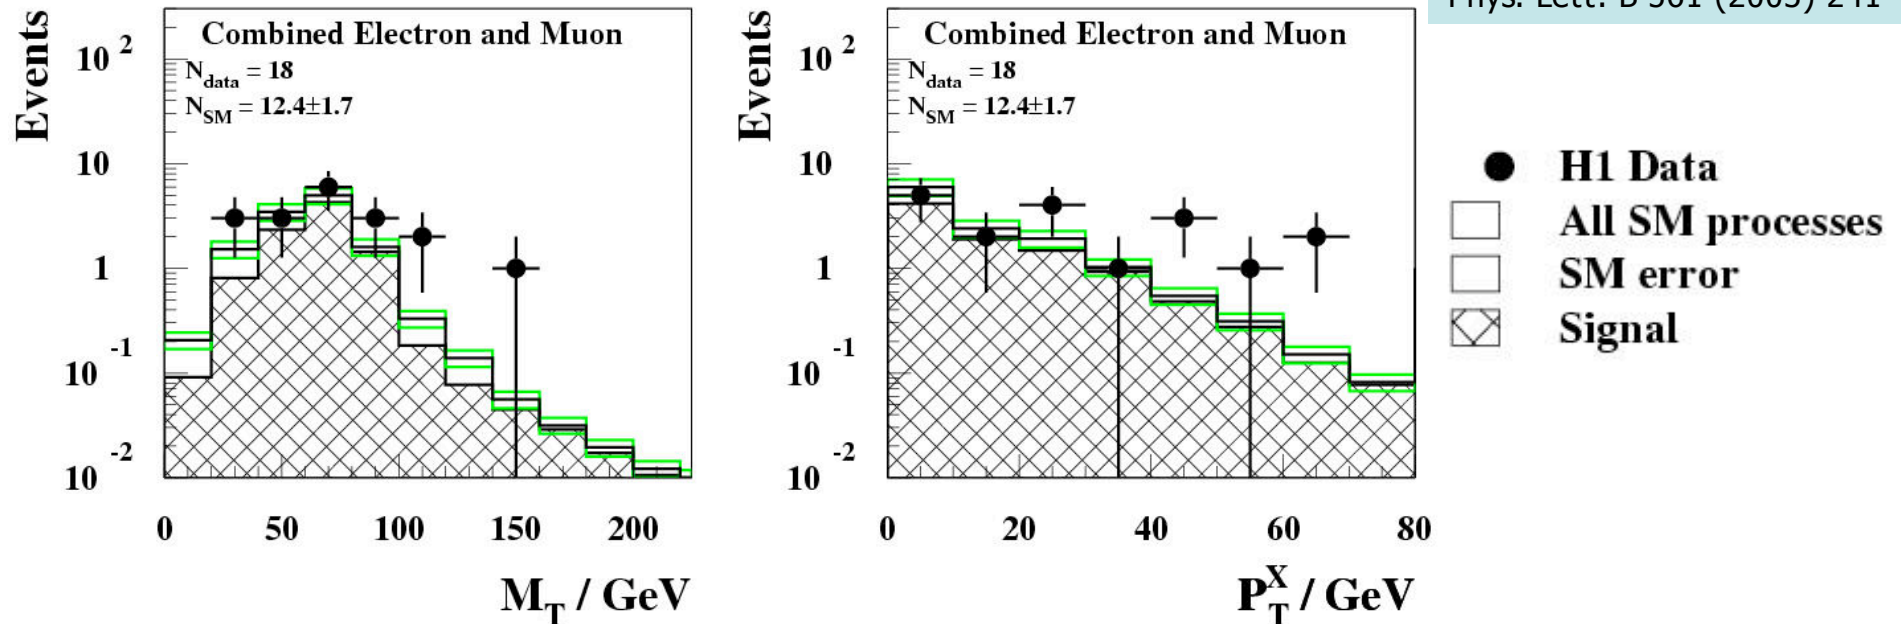 Phys. Lett. B 561 (2003) 241
Combined Electron and Muon
N_data = 18
N_SM = 12.4±1.7
Events
10^2
10
1
10^-1
10^-2
0 50 100 150 200
M_T / GeV
Combined Electron and Muon
N_data = 18
N_SM = 12.4±1.7
Events
10^2
10
1
10^-1
10^-2
0 20 40 60 80
P_T^X / GeV
H1 Data
All SM processes
SM error
Signal